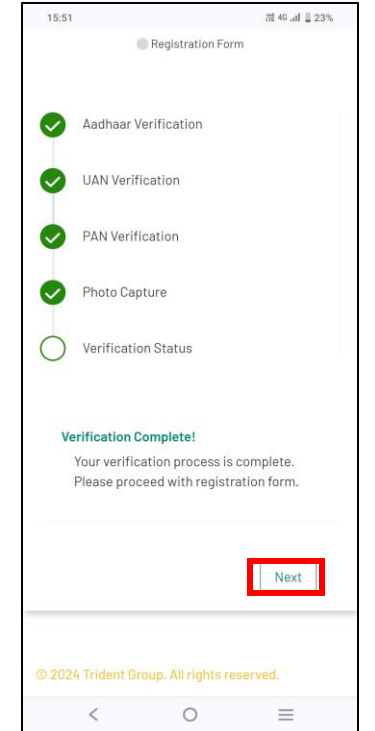 15:51 4G 23%
Registration Form
Aadhaar Verification
UAN Verification
PAN Verification
Photo Capture
Verification Status
Verification Complete!
Your verification process is complete.
Please proceed with registration form.
Next
© 2024 Trident Group. All rights reserved.